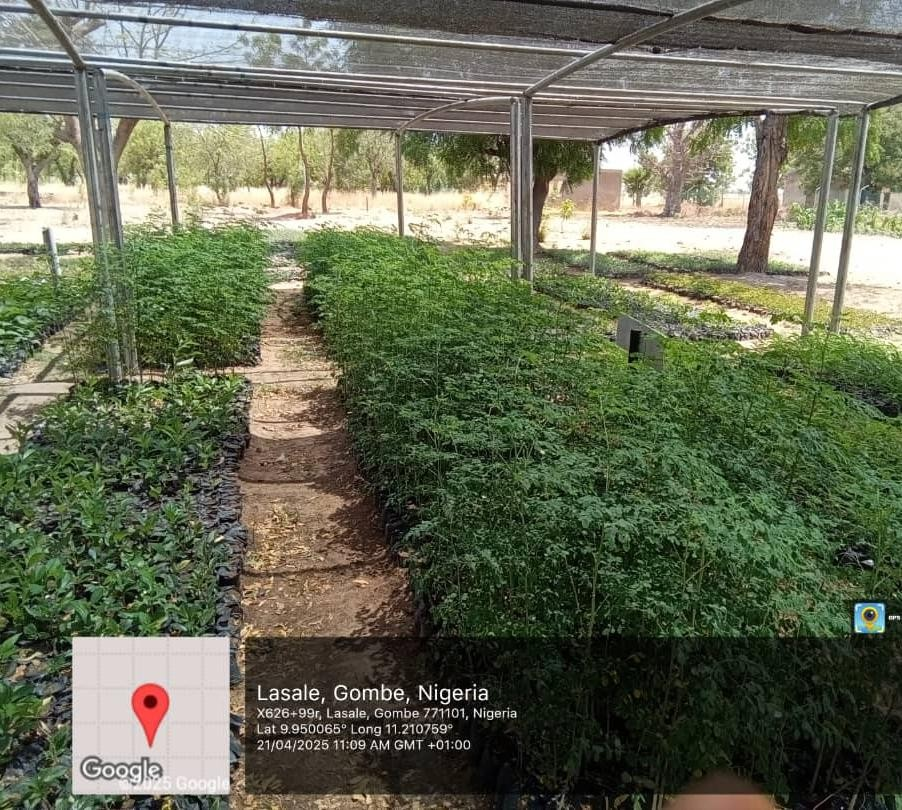 GPS
Lasale, Gombe, Nigeria
X626+99r, Lasale, Gombe 771101, Nigeria
Lat 9.950065° Long 11.210759°
21/04/2025 11:09 AM GMT +01:00
Google
©2025 Google